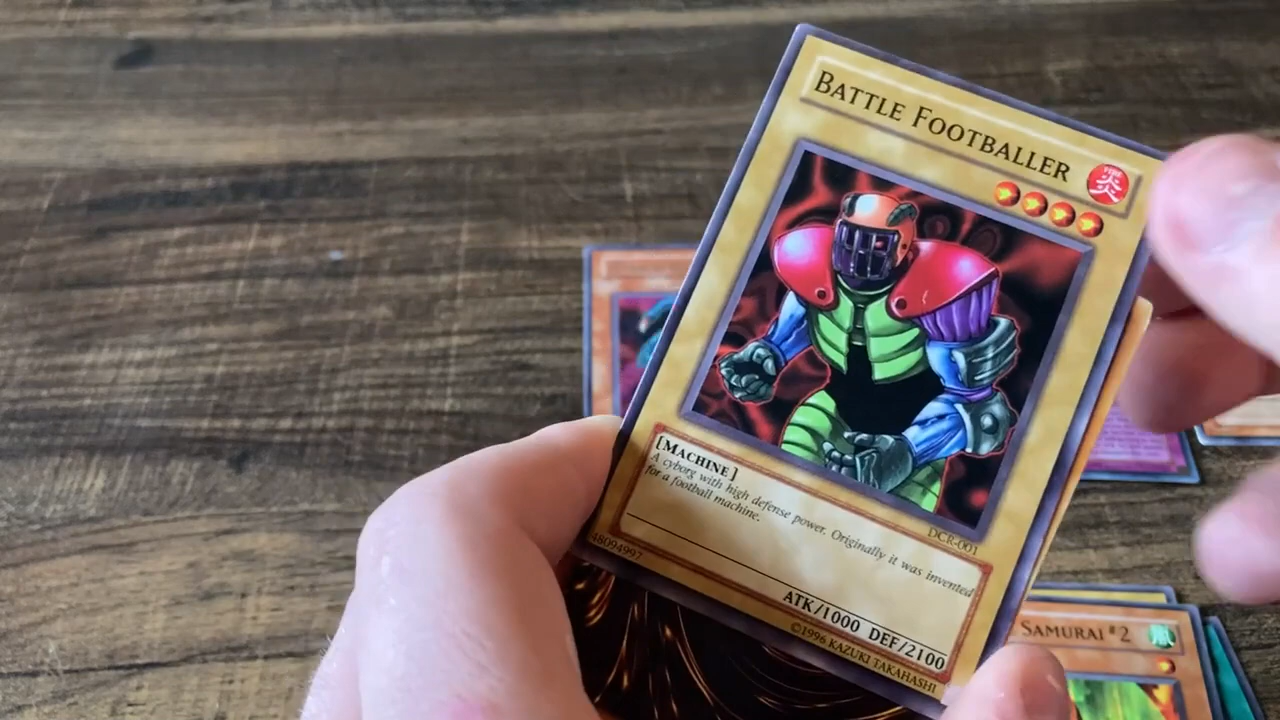 BATTLE FOOTBALLER
FIRE
炎
[MACHINE]
A cyborg with high defense power. Originally it was invented
for a football machine.
DCR-001
ATK/1000 DEF/2100
48094997
©1996 KAZUKI TAKAHASHI
SAMURAI #2